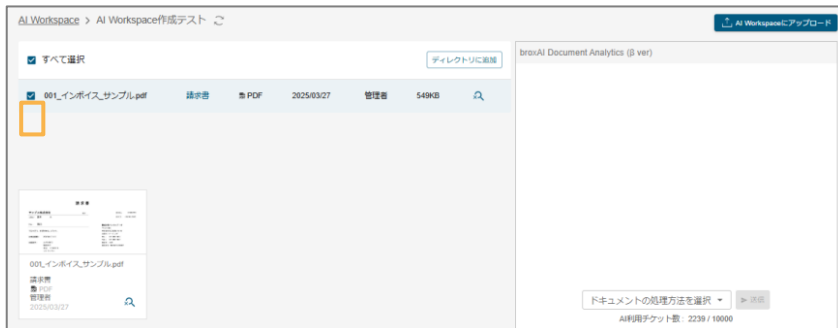 AI Workspace > AI Workspace作成テスト
AI Workspaceにアップロード
すべて選択
ディレクトリに追加
001_インボイス_サンプル.pdf 請求書 PDF 2025/03/27 管理者 549KB
broxAI Document Analytics (β ver)
請求書
001_インボイス_サンプル.pdf
請求書
PDF
管理者
2025/03/27
ドキュメントの処理方法を選択
送信
AI利用チケット数: 2239 / 10000